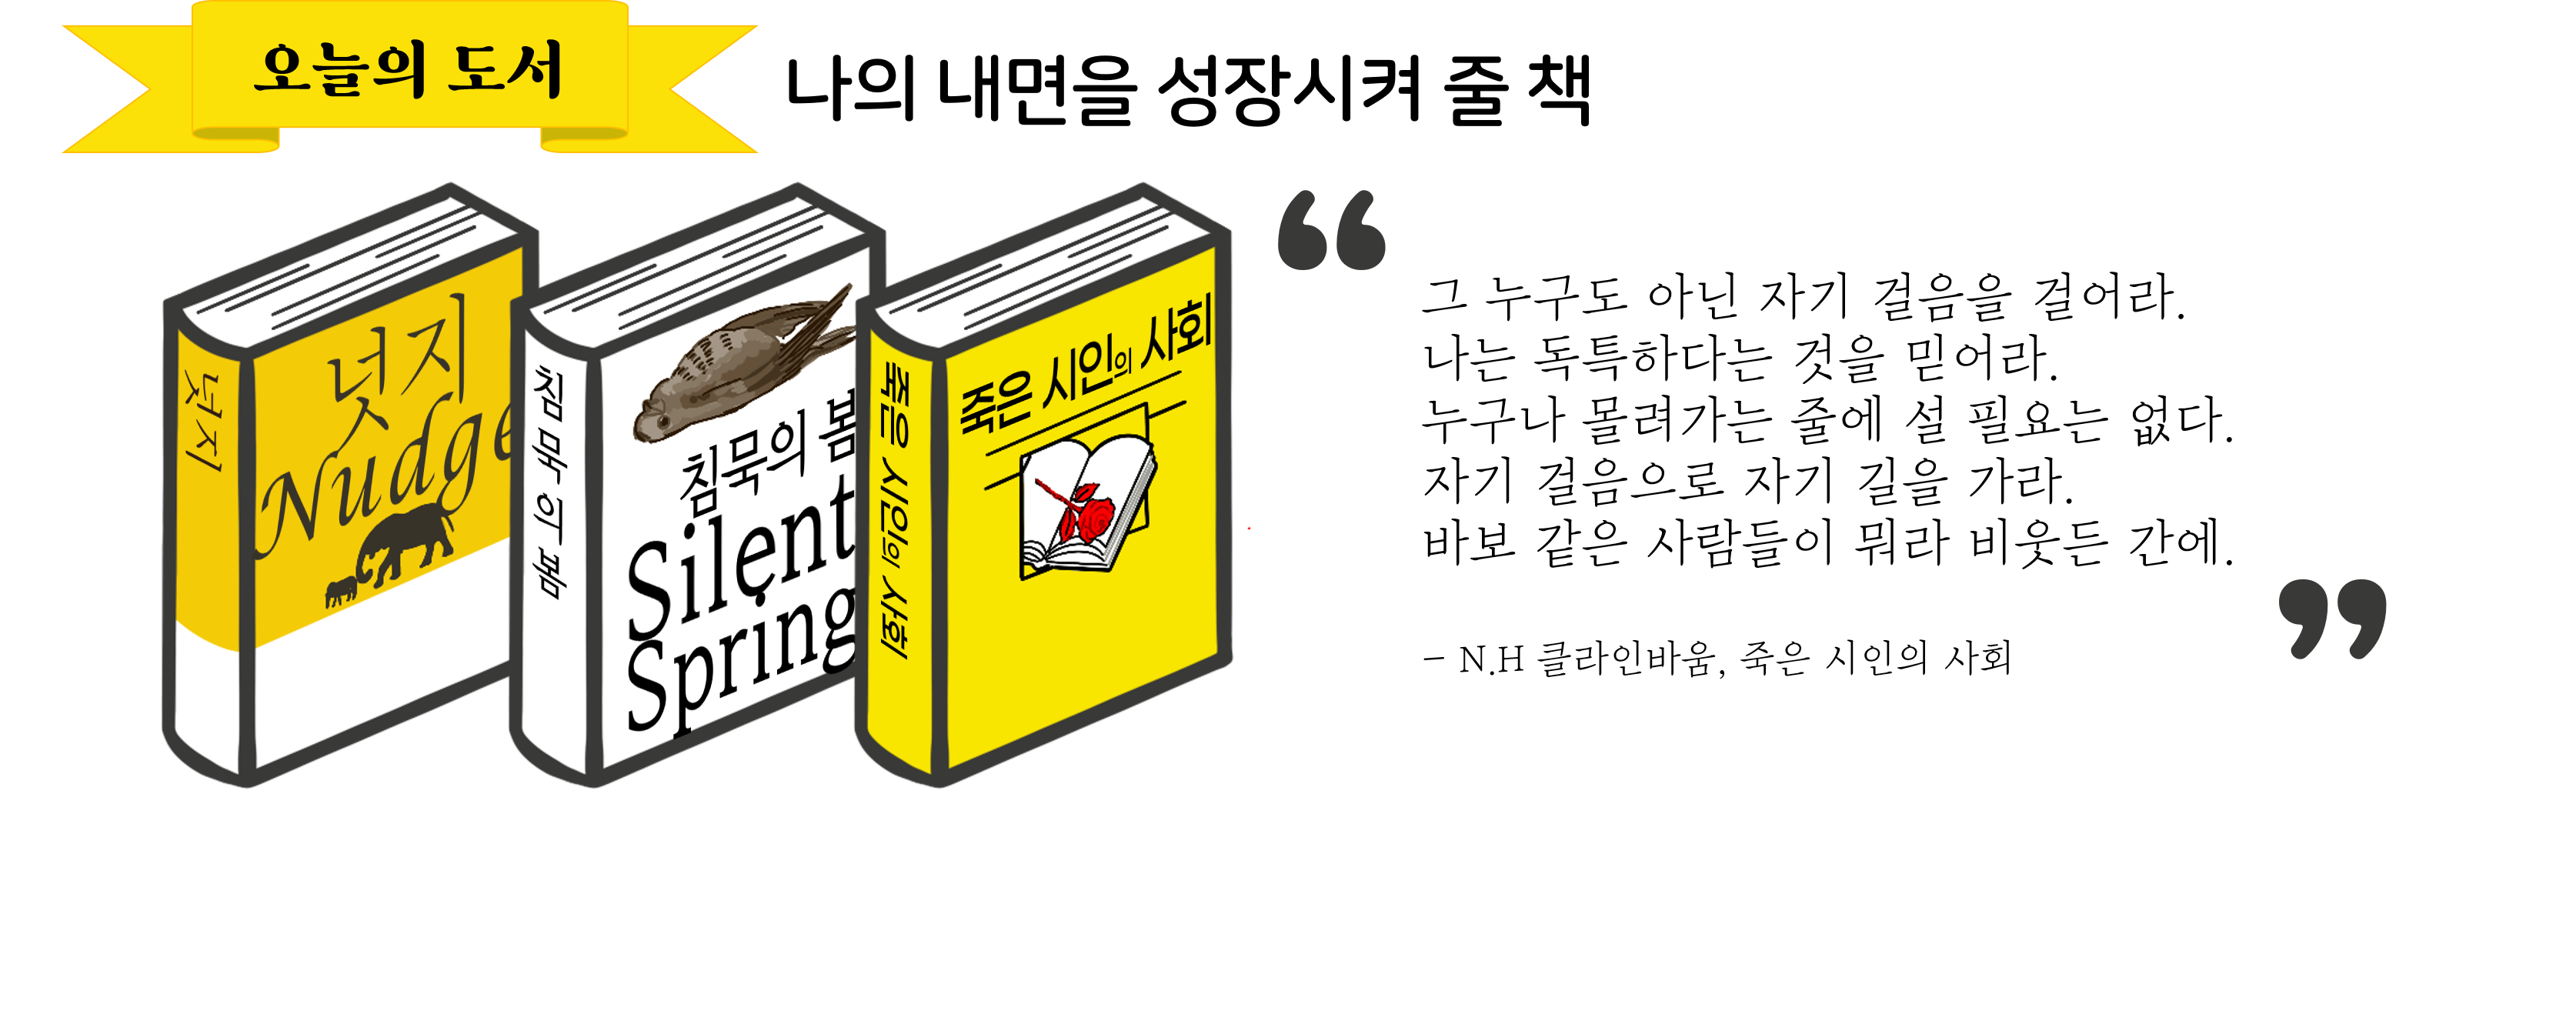 오늘의 도서
나의 내면을 성장시켜 줄 책
넛지
넛지
Nudge
침묵의 봄
침묵의 봄
Silent
Spring
죽은 시인의 사회
죽은 시인의 사회
그 누구도 아닌 자기 걸음을 걸어라.
나는 독특하다는 것을 믿어라.
누구나 몰려가는 줄에 설 필요는 없다.
자기 걸음으로 자기 길을 가라.
바보 같은 사람들이 뭐라 비웃든 간에.
- N.H 클라인바움, 죽은 시인의 사회